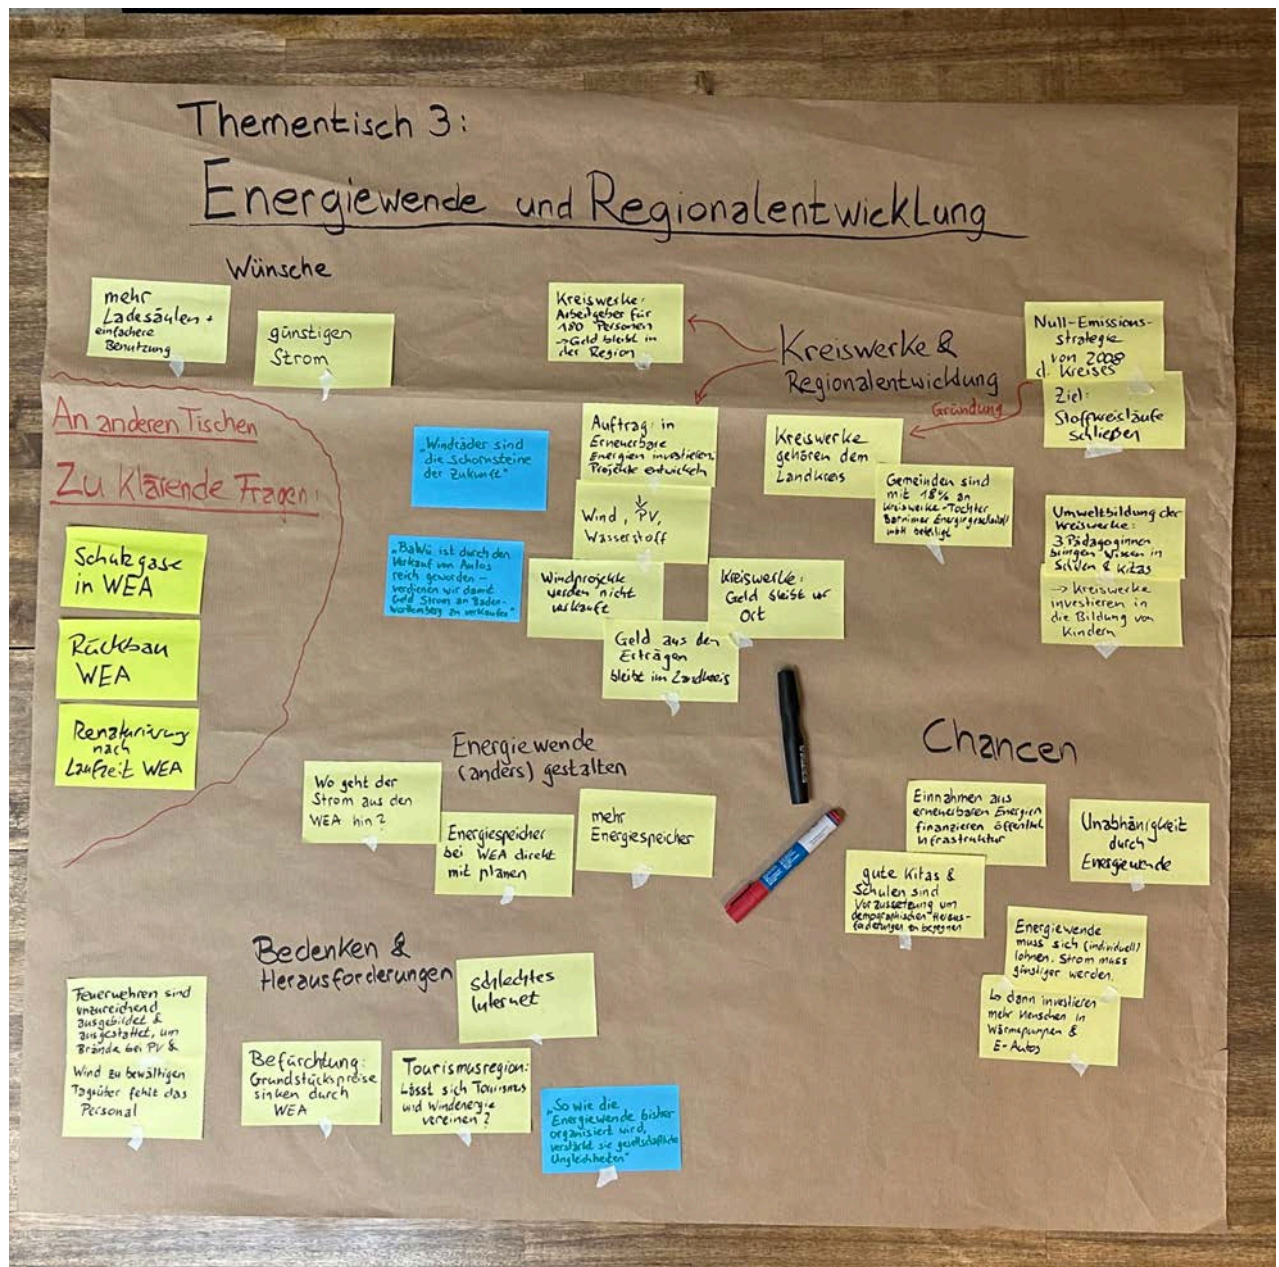 Thementisch 3:
Energiewende und Regionalentwicklung
Wünsche
mehr
Ladesäulen +
einfachere
Benutzung
günstigen
Strom
Kreiswerke:
Arbeitgeber für
180 Personen
→ Geld bleibt in
der Region
Kreiswerke &
Regionalentwicklung
Null-Emissions-
strategie
von 2008
d. Kreises
Ziel:
Stoffkreisläufe
schließen
Gründung
Auftrag: in
Erneuerbare
Energien investieren,
Projekte entwickeln
Wind, PV,
Wasserstoff
Kreiswerke
gehören dem
Landkreis
Gemeinden sind
mit 18% an
Kreiswerke-Tochter
Barnimer Energiegesellschaft
mbH beteiligt
Umweltbildung der
Kreiswerke:
3 Pädagoginnen
bringen Wissen in
Schulen & Kitas
→ Kreiswerke
investieren in
die Bildung von
Kindern
„Windräder sind
die Schornsteine
der Zukunft"
„BaWü ist durch den
Verkauf von Autos
reich geworden –
verdienen wir damit
Geld Strom an Baden-
Württemberg zu verkaufen"
Windprojekte
werden nicht
verkauft
Kreiswerke:
Geld bleibt vor
Ort
Geld aus den
Erträgen
bleibt im Landkreis
An anderen Tischen
Zu klärende Fragen:
Schutzgase
in WEA
Rückbau
WEA
Renaturierung
nach
Laufzeit WEA
Energiewende
(anders) gestalten
Wo geht der
Strom aus den
WEA hin?
Energiespeicher
bei WEA direkt
mit planen
mehr
Energiespeicher
Chancen
Einnahmen aus
erneuerbaren Energien
finanzieren öffentl.
Infrastruktur
Unabhängigkeit
durch
Energiewende
gute Kitas &
Schulen sind
Voraussetzung um
demographischen Heraus-
forderungen zu begegnen
Energiewende
muss sich (individuell)
lohnen. Strom muss
günstiger werden.
↳ dann investieren
mehr Menschen in
Wärmepumpen &
E-Autos
Bedenken &
Herausforderungen
Feuerwehren sind
unzureichend
ausgebildet &
ausgestattet, um
Brände bei PV &
Wind zu bewältigen
Tagsüber fehlt das
Personal
Befürchtung:
Grundstückspreise
sinken durch
WEA
schlechtes
Internet
Tourismusregion:
Lässt sich Tourismus
und Windenergie
vereinen?
„So wie die
Energiewende bisher
organisiert wird,
verstärkt sie gesellschaftliche
Ungleichheiten"